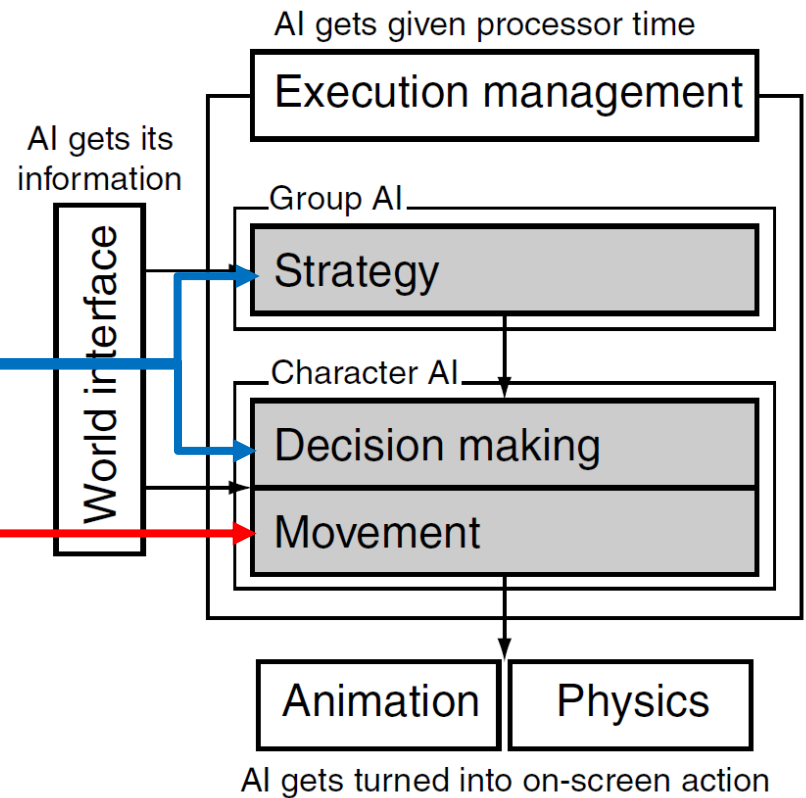 AI gets given processor time
Execution management
AI gets its
information
Group AI
Strategy
World interface
Character AI
Decision making
Movement
Animation
Physics
AI gets turned into on-screen action